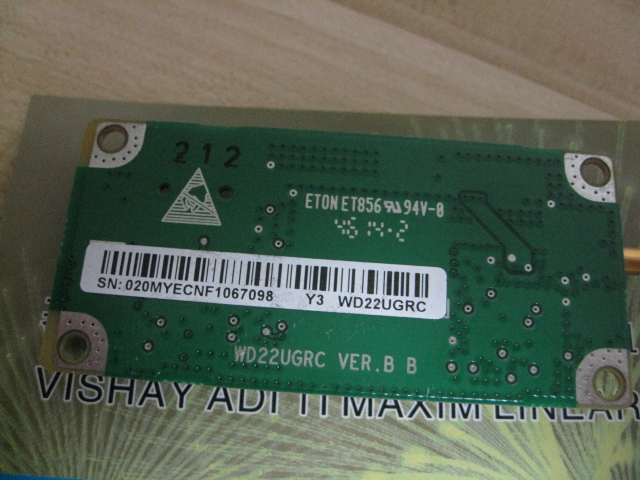 212
ETON ET856 94V-0
SN: 020MYECNF1067098 Y3 WD22UGRC
WD22UGRC VER.B B
VISHAY ADI TI MAXIM LINEAR